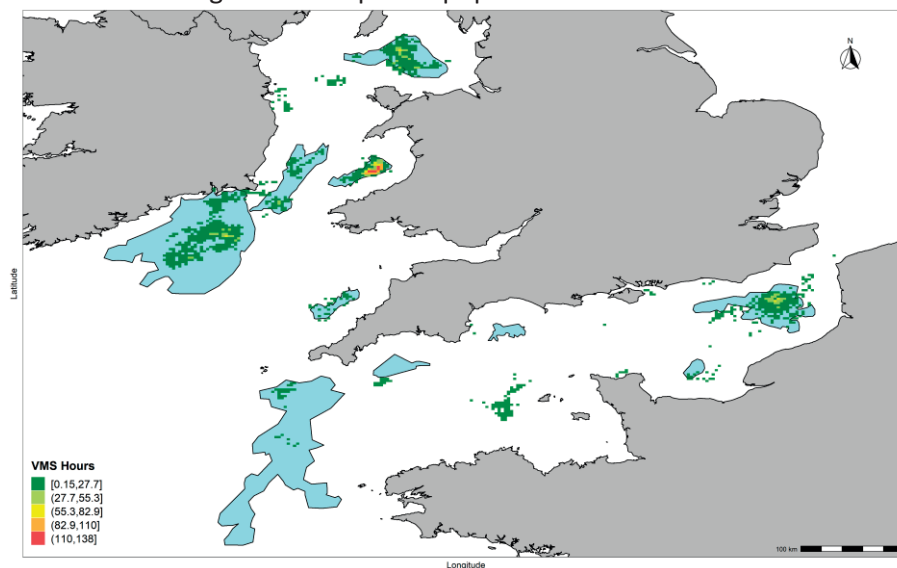 N
Latitude
VMS Hours
[0.15,27.7]
(27.7,55.3]
(55.3,82.9]
(82.9,110]
(110,138]
100 km
Longitude